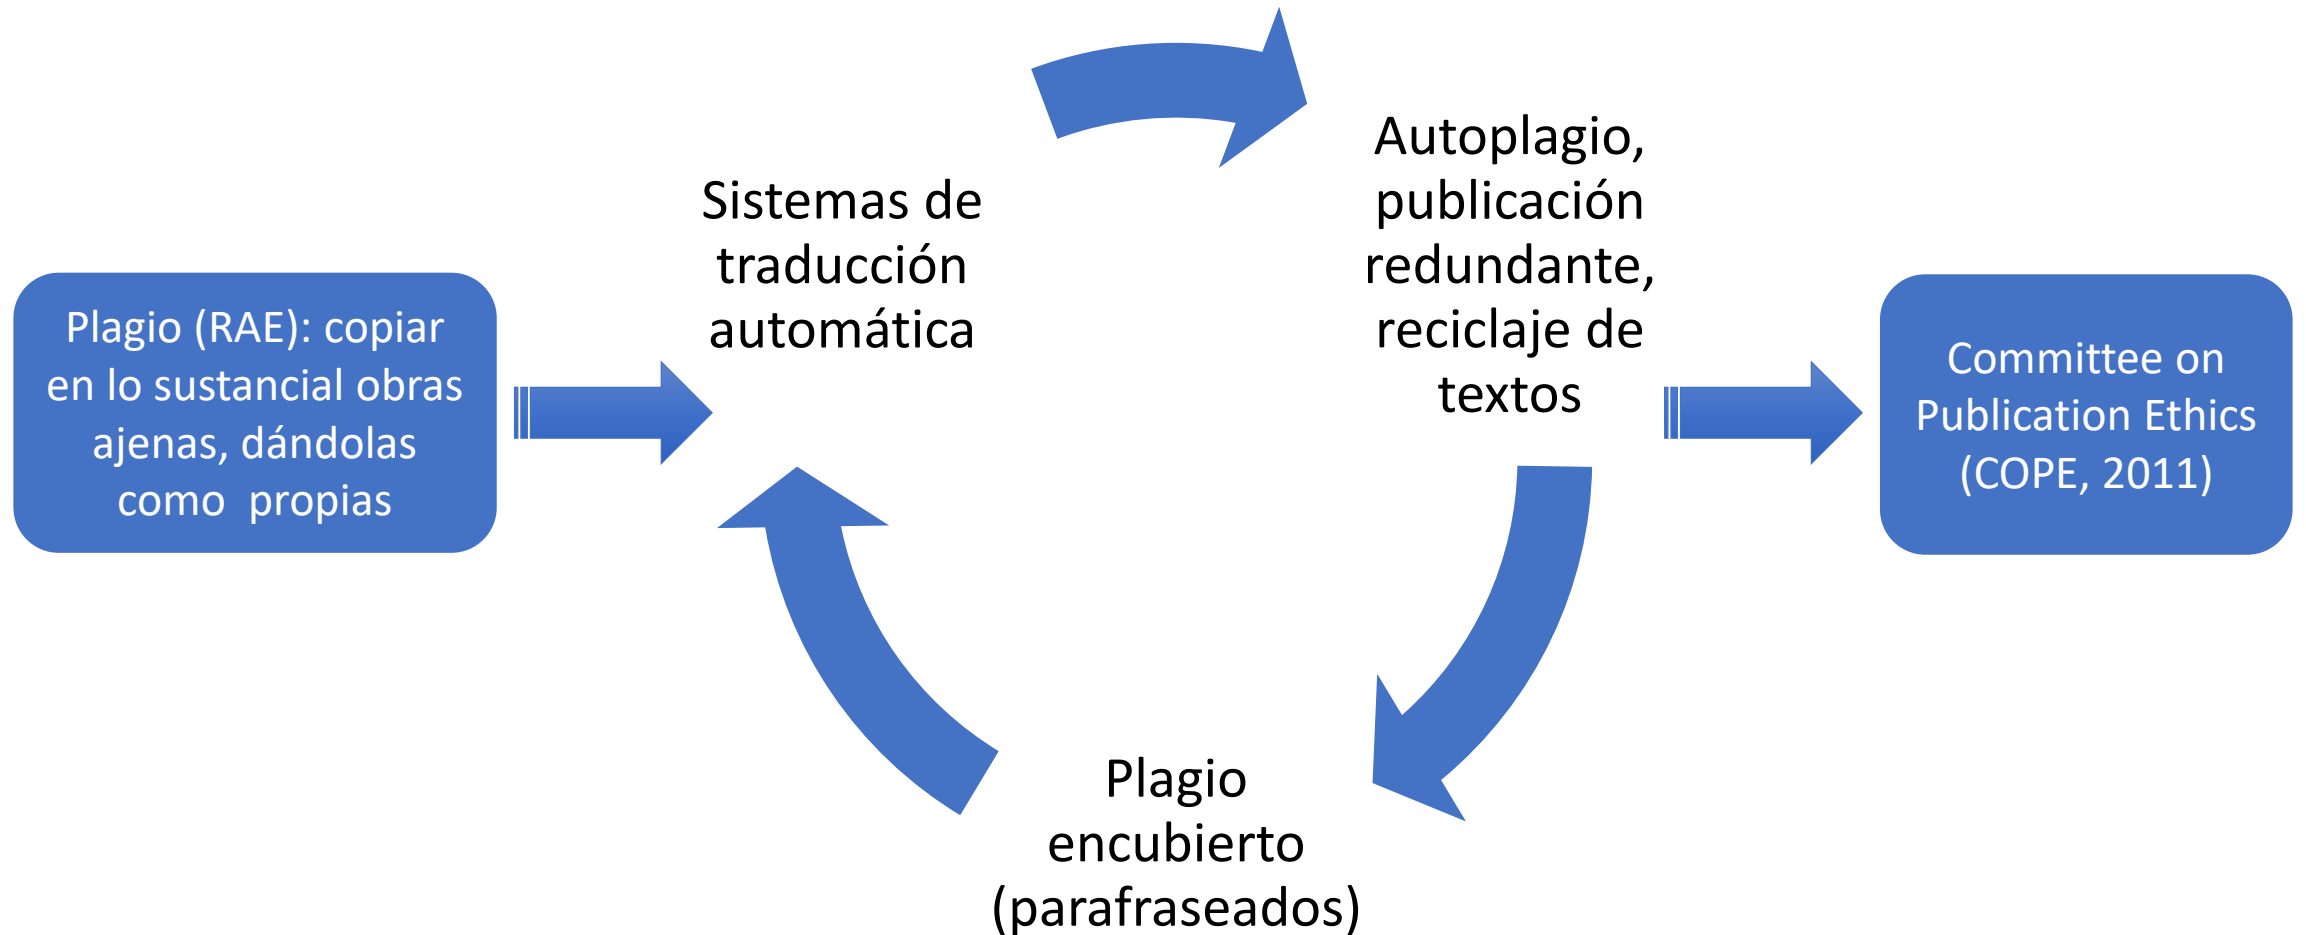 Plagio (RAE): copiar
en lo sustancial obras
ajenas, dándolas
como  propias
Sistemas de
traducción
automática
Autoplagio,
publicación
redundante,
reciclaje de
textos
Plagio
encubierto
(parafraseados)
Committee on
Publication Ethics
(COPE, 2011)